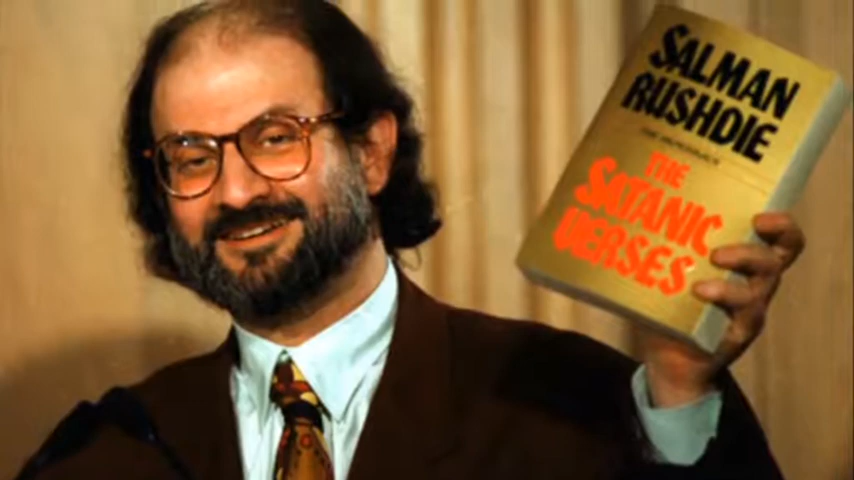 SALMAN
RUSHDIE
THE
SATANIC
VERSES